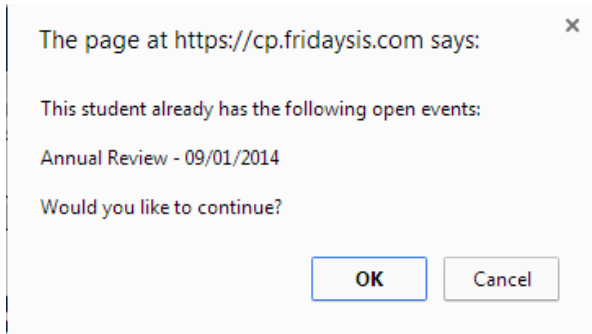 The page at https://cp.fridaysis.com says:
This student already has the following open events:
Annual Review - 09/01/2014
Would you like to continue?
OK Cancel